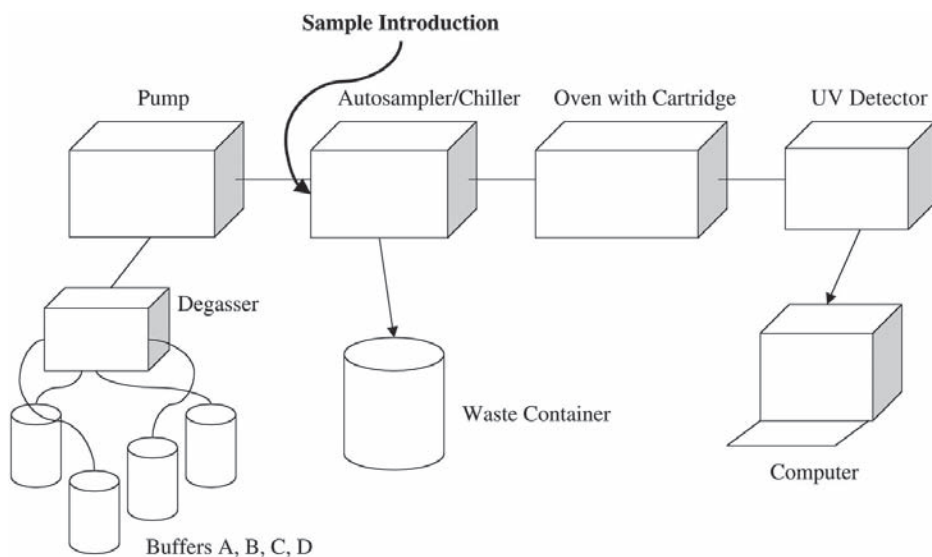 Sample Introduction
Pump
Autosampler/Chiller
Oven with Cartridge
UV Detector
Degasser
Waste Container
Computer
Buffers A, B, C, D